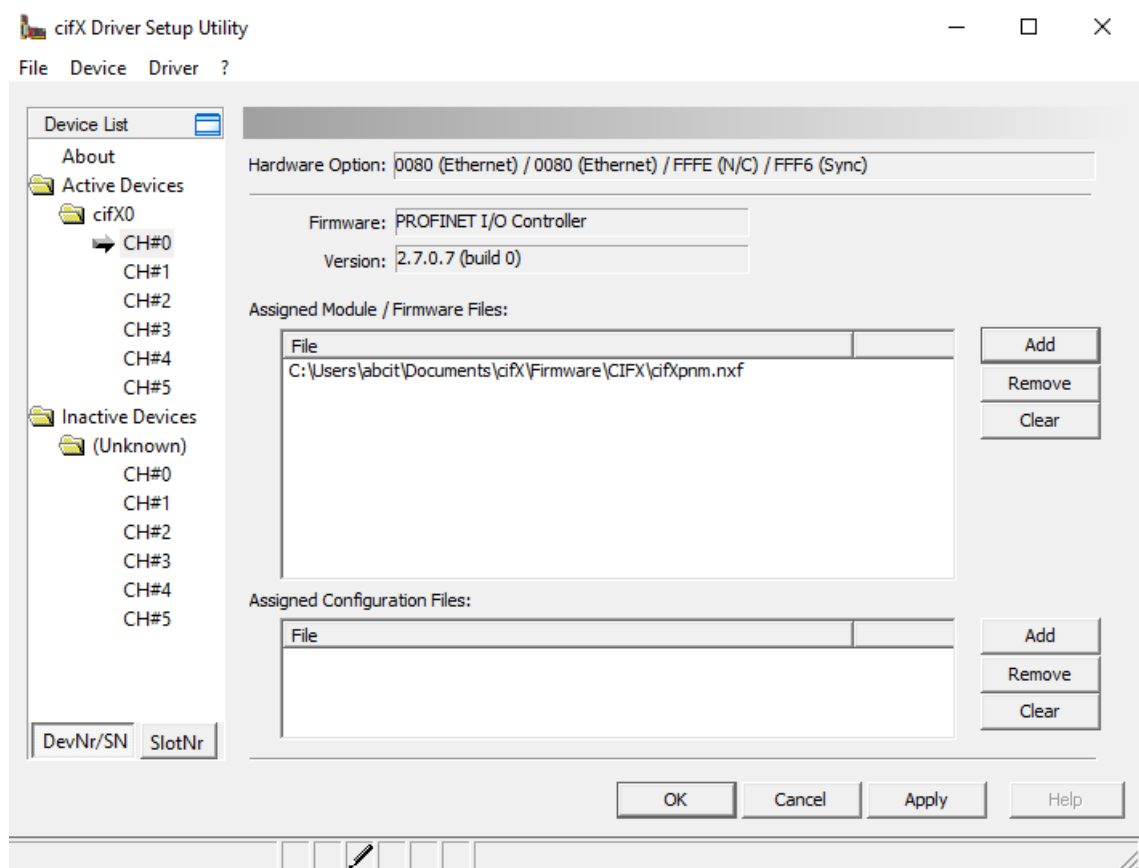 cifX Driver Setup Utility
File Device Driver ?
Device List
About
Active Devices
cifX0
CH#0
CH#1
CH#2
CH#3
CH#4
CH#5
Inactive Devices
(Unknown)
CH#0
CH#1
CH#2
CH#3
CH#4
CH#5
DevNr/SN SlotNr
Hardware Option: 0080 (Ethernet) / 0080 (Ethernet) / FFFE (N/C) / FFF6 (Sync)
Firmware: PROFINET I/O Controller
Version: 2.7.0.7 (build 0)
Assigned Module / Firmware Files:
File
C:\Users\abcit\Documents\cifX\Firmware\CIFX\cifXpnm.nxf
Add
Remove
Clear
Assigned Configuration Files:
File
Add
Remove
Clear
OK Cancel Apply Help